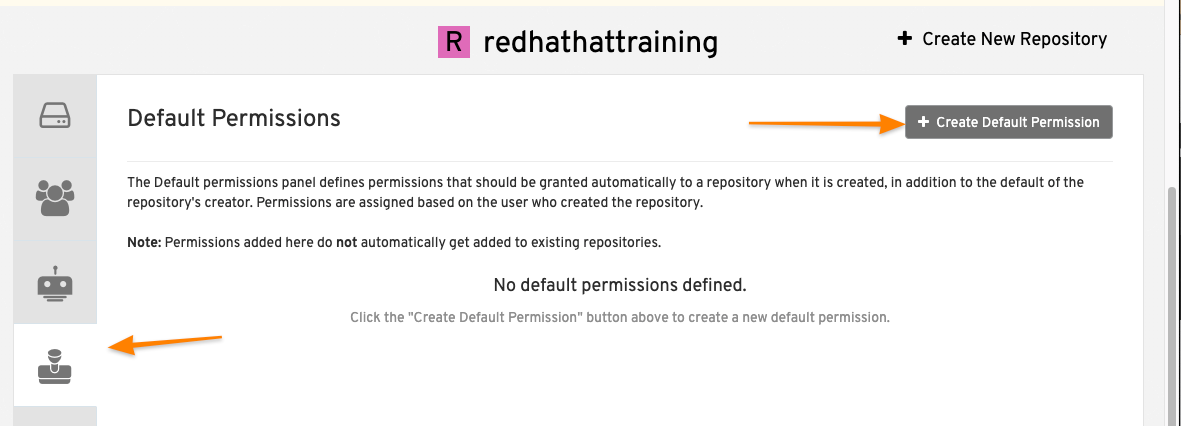 R redhathattraining
+ Create New Repository
Default Permissions
+ Create Default Permission
The Default permissions panel defines permissions that should be granted automatically to a repository when it is created, in addition to the default of the
repository's creator. Permissions are assigned based on the user who created the repository.
Note: Permissions added here do not automatically get added to existing repositories.
No default permissions defined.
Click the "Create Default Permission" button above to create a new default permission.